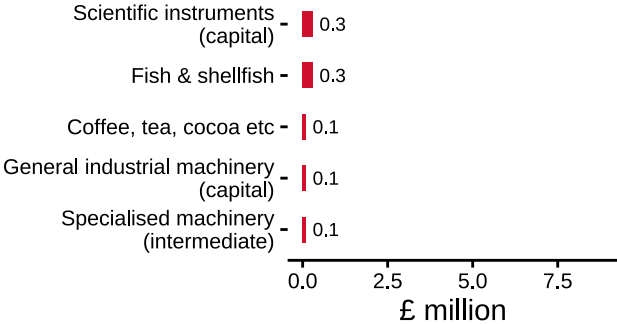 Scientific instruments
(capital)
0.3
Fish & shellfish
0.3
Coffee, tea, cocoa etc
0.1
General industrial machinery
(capital)
0.1
Specialised machinery
(intermediate)
0.1
0.0 2.5 5.0 7.5
£ million